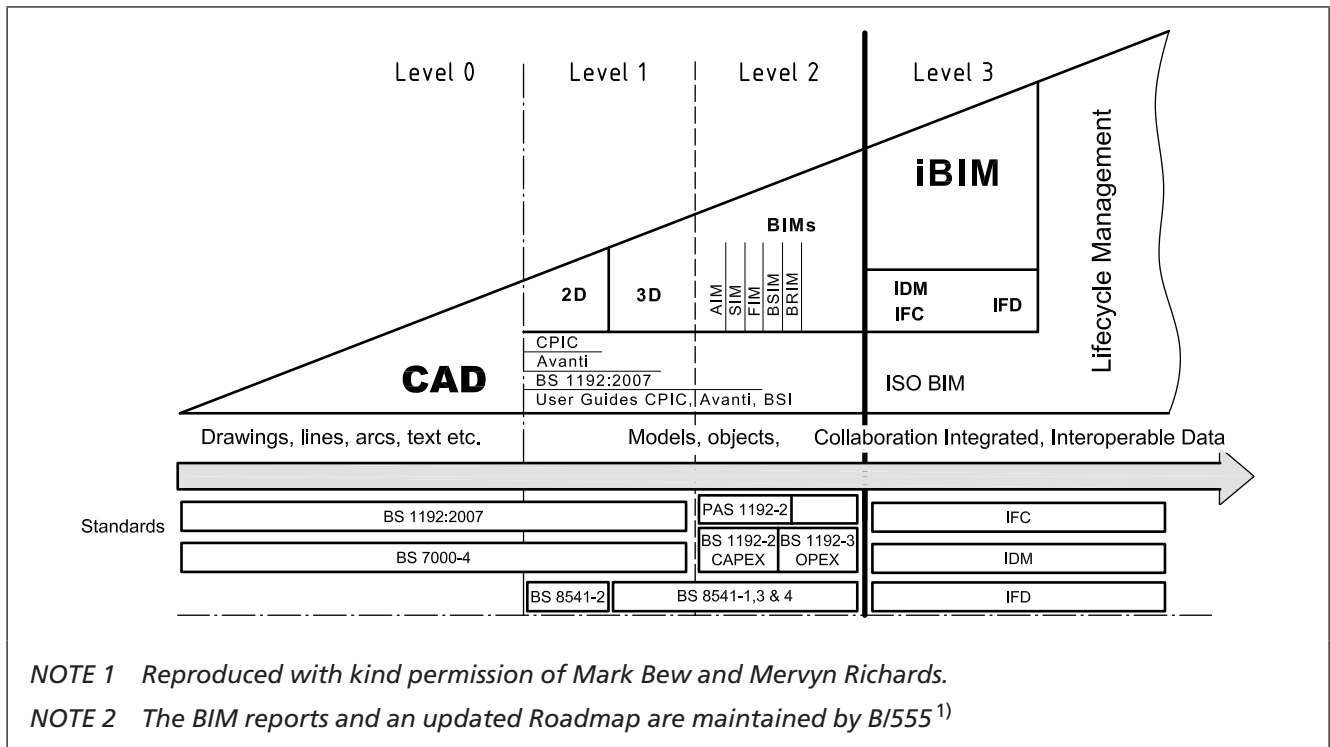 Level 0
Level 1
Level 2
Level 3
iBIM
Lifecycle Management
BIMs
2D
3D
AIM
SIM
FIM
BSIM
BRIM
IDM
IFC
IFD
CAD
CPIC
Avanti
BS 1192:2007
User Guides CPIC, Avanti, BSI
ISO BIM
Drawings, lines, arcs, text etc.
Models, objects,
Collaboration Integrated, Interoperable Data
Standards
BS 1192:2007
PAS 1192-2
IFC
BS 7000-4
BS 1192-2
CAPEX
BS 1192-3
OPEX
IDM
BS 8541-2
BS 8541-1,3 & 4
IFD
NOTE 1 Reproduced with kind permission of Mark Bew and Mervyn Richards.
NOTE 2 The BIM reports and an updated Roadmap are maintained by B/555 1)